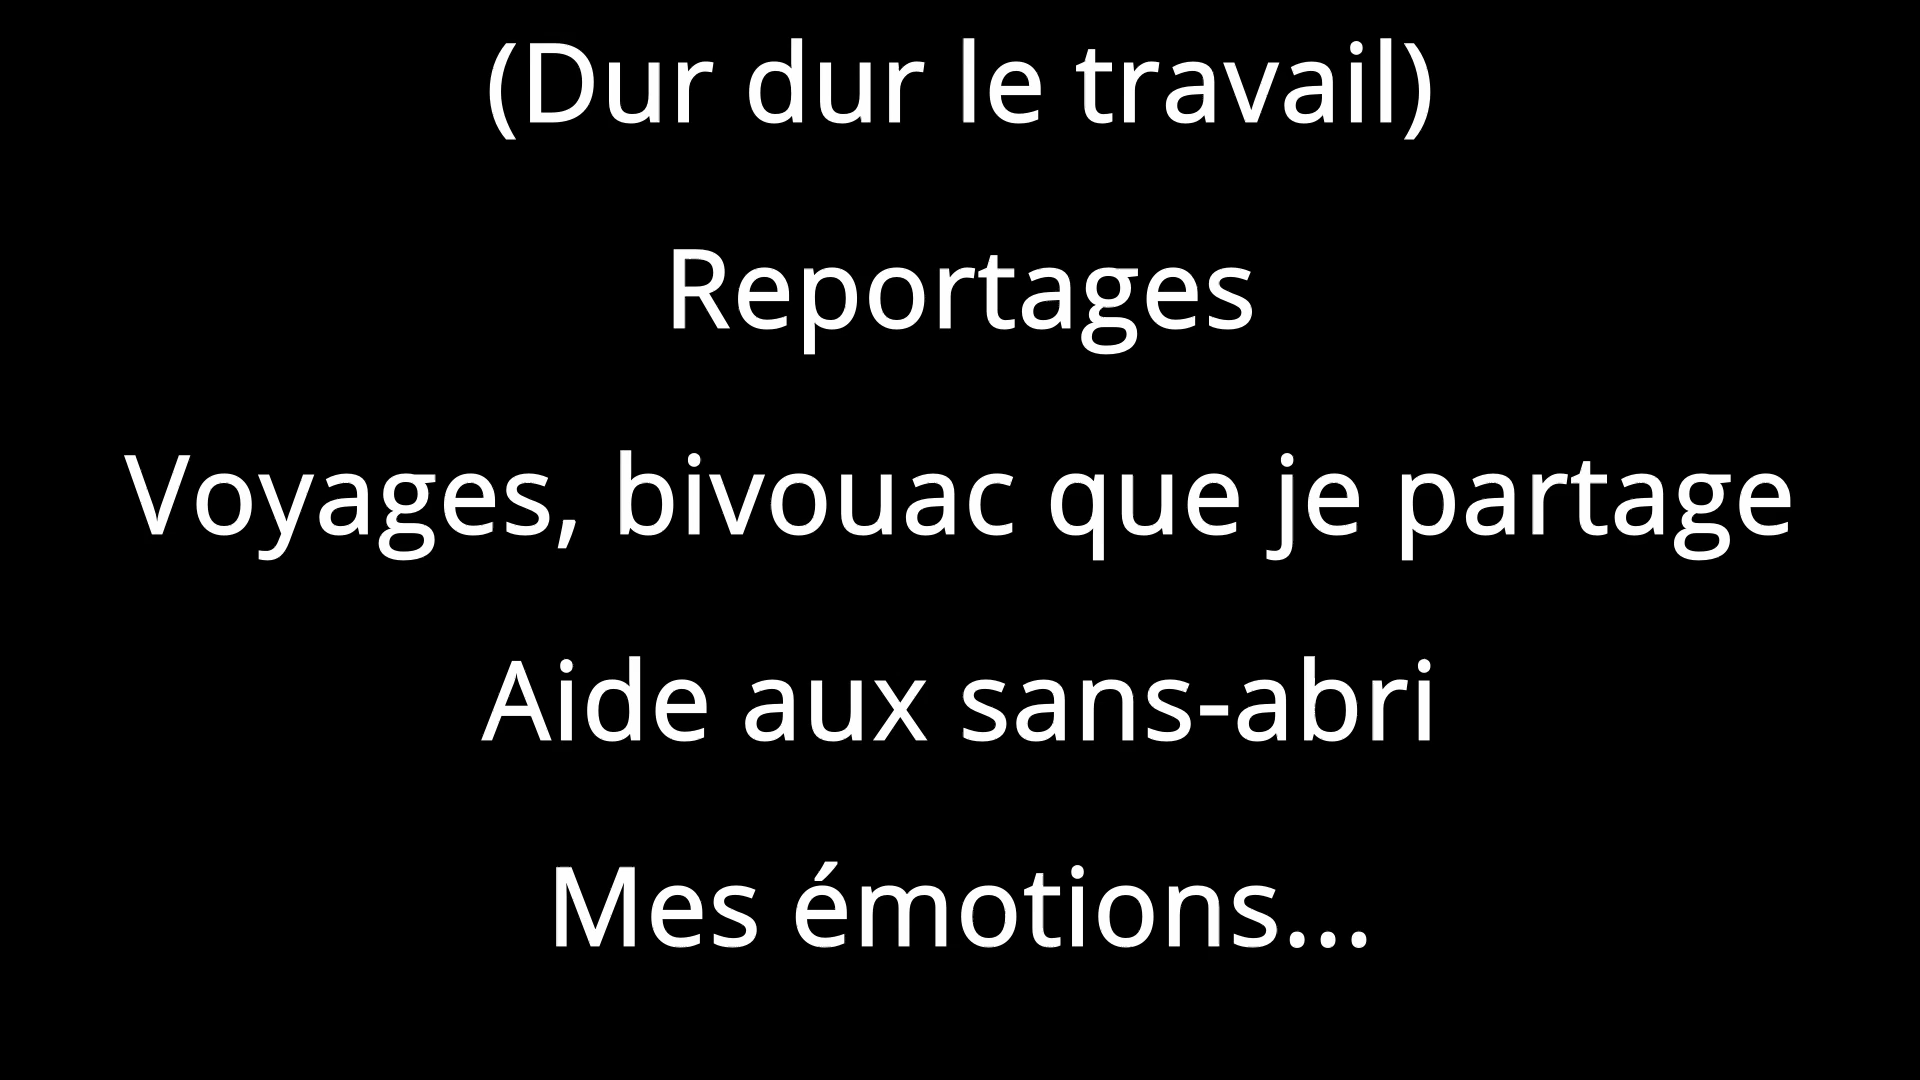 (Dur dur le travail)
Reportages
Voyages, bivouac que je partage
Aide aux sans-abri
Mes émotions...